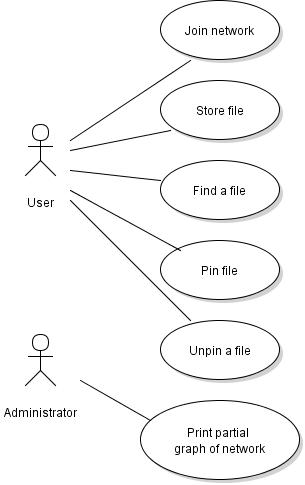 Join network
Store file
User
Find a file
Pin file
Unpin a file
Administrator
Print partial
graph of network